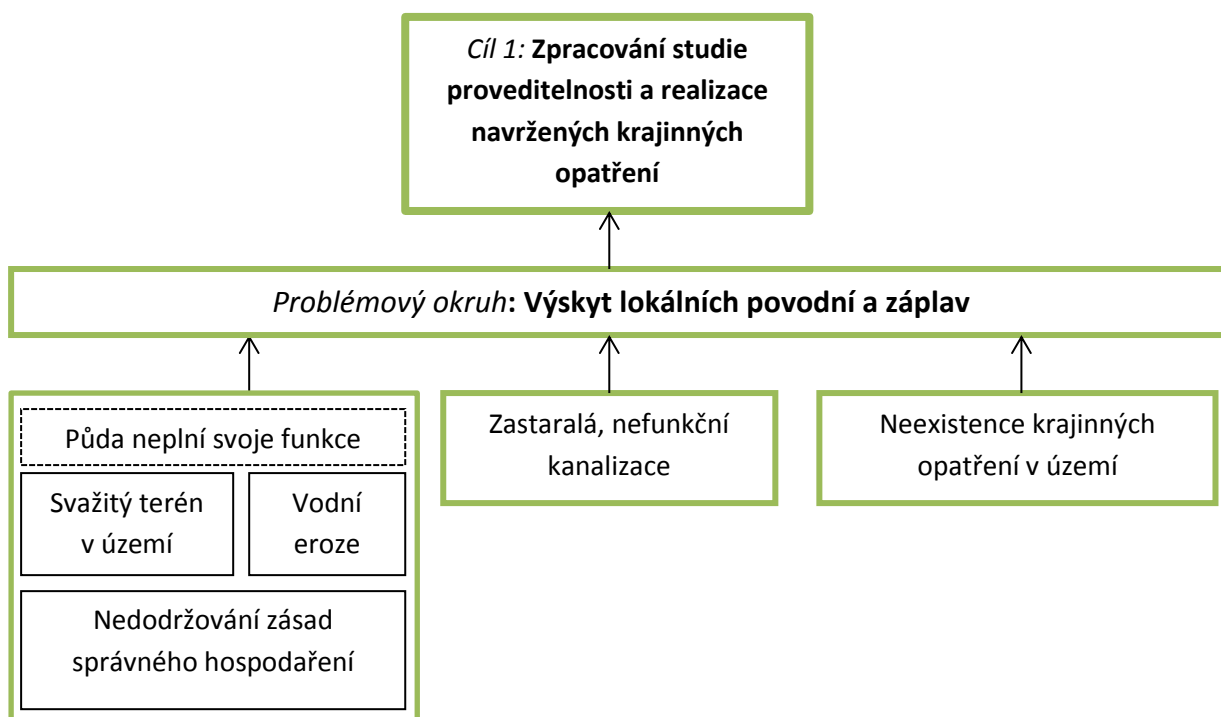 Cíl 1: Zpracování studie
proveditelnosti a realizace
navržených krajinných
opatření
Problémový okruh: Výskyt lokálních povodní a záplav
Půda neplní svoje funkce
Svažitý terén
v území
Vodní
eroze
Nedodržování zásad
správného hospodaření
Zastaralá, nefunkční
kanalizace
Neexistence krajinných
opatření v území